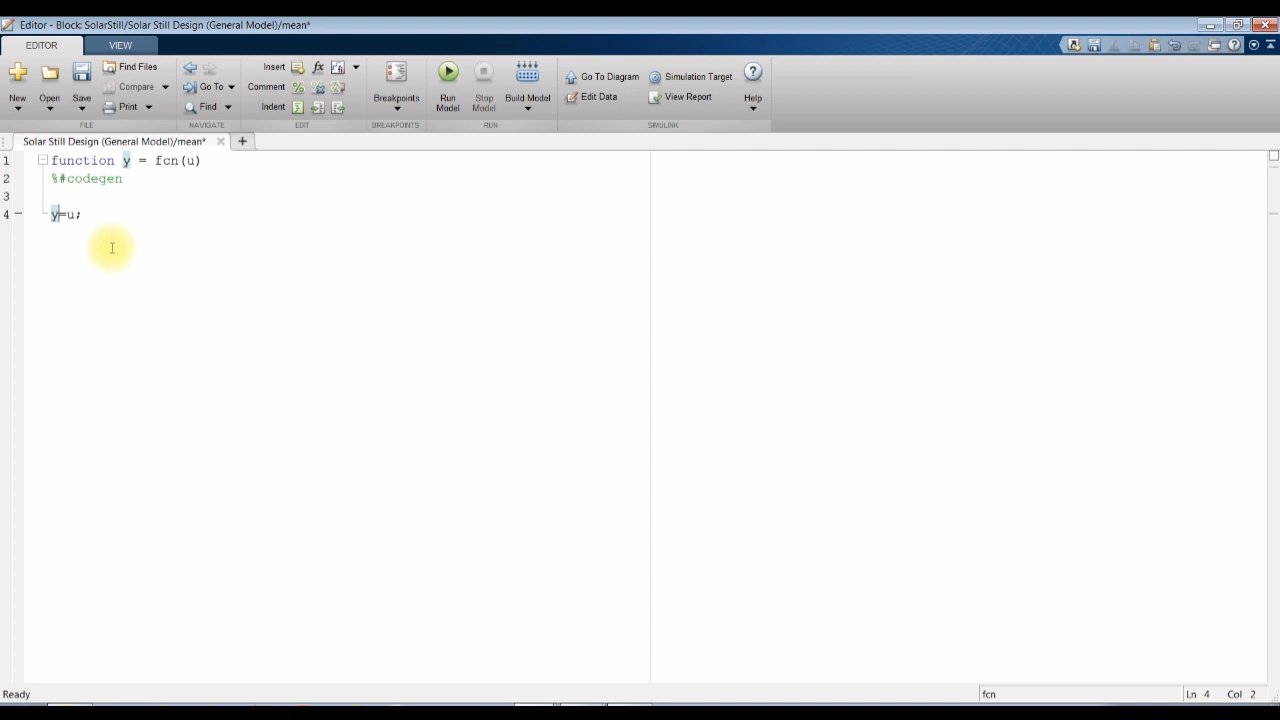 Editor - Block: SolarStill/Solar Still Design (General Model)/mean*
EDITOR VIEW
New Open Save Find Files Compare Print
FILE
Go To Find
NAVIGATE
Insert
Comment
Indent
EDIT
Breakpoints
BREAKPOINTS
Run Model Stop Model Build Model
RUN
Go To Diagram Simulation Target
Edit Data View Report
Help
SIMULINK
Solar Still Design (General Model)/mean*
1 function y = fcn(u)
2 %#codegen
3
4 y=u;
Ready fcn Ln 4 Col 2